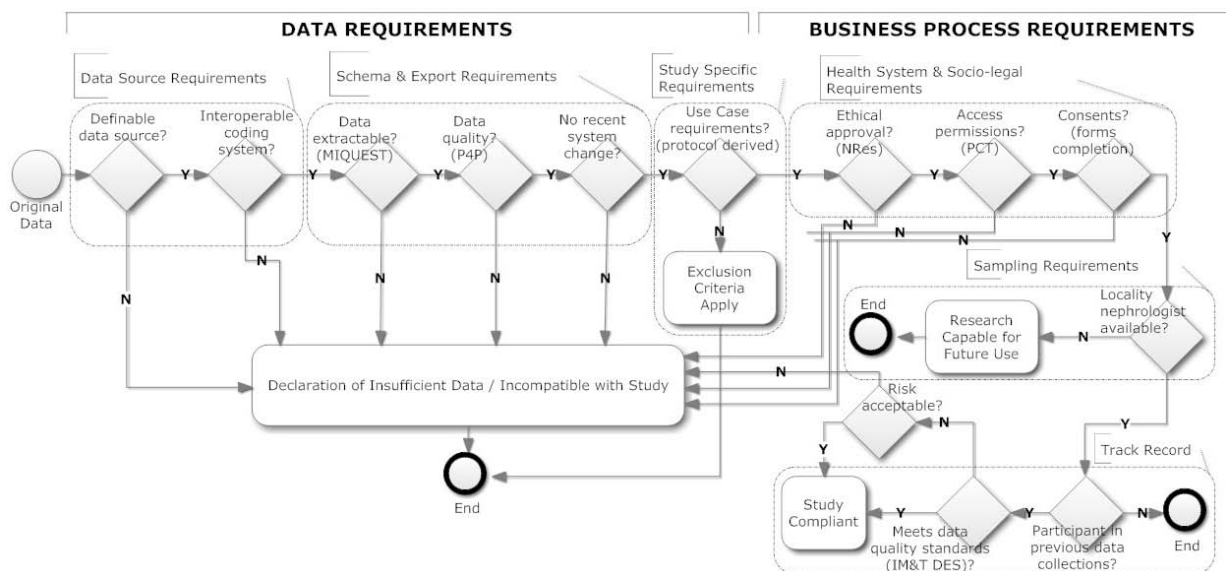 DATA REQUIREMENTS
BUSINESS PROCESS REQUIREMENTS
Data Source Requirements
Schema & Export Requirements
Study Specific
Requirements
Health System & Socio-legal
Requirements
Definable
data source?
Interoperable
coding
system?
Data
extractable?
(MIQUEST)
Data
quality?
(P4P)
No recent
system
change?
Use Case
requirements?
(protocol derived)
Ethical
approval?
(NRes)
Access
permissions?
(PCT)
Consents?
(forms
completion)
Original
Data
Y
Y
Y
Y
Y
Y
Y
Y
Y
N
N
N
N
N
N
N
N
N
Y
Exclusion
Criteria
Apply
Sampling Requirements
End
Research
Capable for
Future Use
N
Locality
nephrologist
available?
Declaration of Insufficient Data / Incompatible with Study
N
Risk
acceptable?
Y
N
Y
Track Record
End
Study
Compliant
Y
Meets data
quality standards
(IM&T DES)?
Y
Participant in
previous data
collections?
N
End